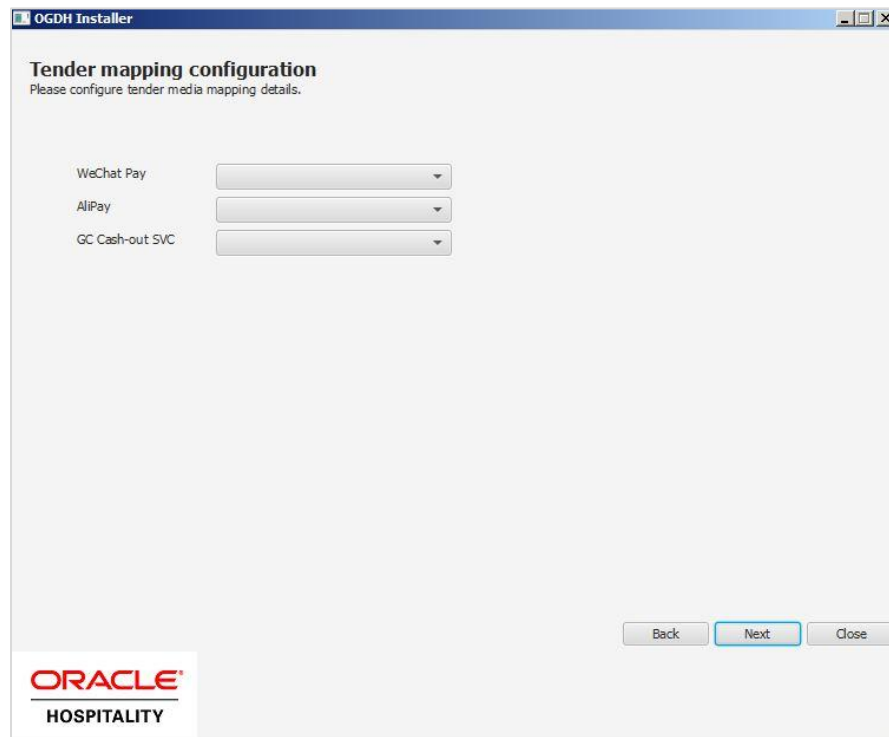 OGDH Installer
Tender mapping configuration
Please configure tender media mapping details.
WeChat Pay
AliPay
GC Cash-out SVC
Back Next Close
ORACLE®
HOSPITALITY